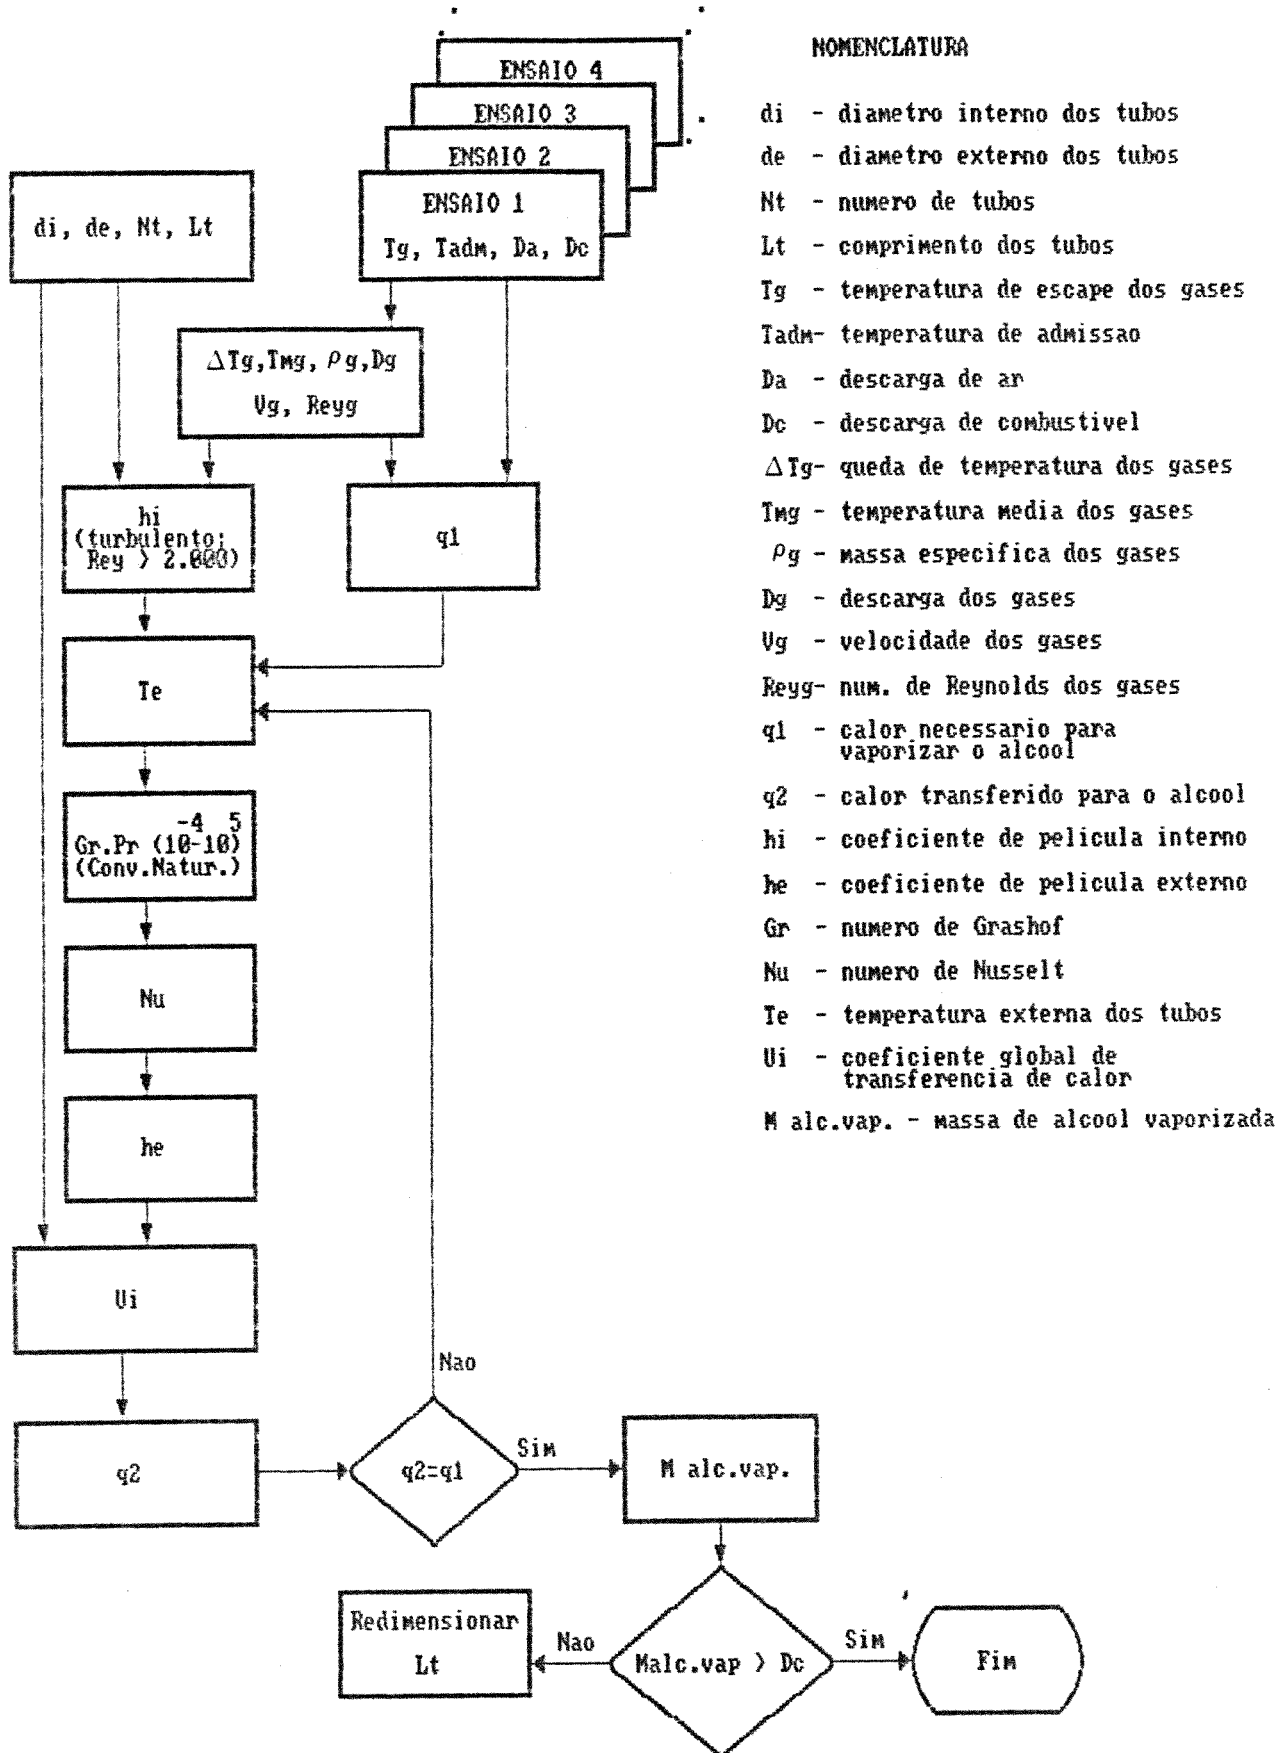 ENSAIO 4
ENSAIO 3
ENSAIO 2
ENSAIO 1
Tg, Tadm, Da, Dc
di, de, Nt, Lt
ΔTg,Tmg, ρg,Dg
Vg, Reyg
hi
(turbulento;
Rey > 2.000)
q1
Te
-4 5
Gr.Pr (10-10)
(Conv.Natur.)
Nu
he
Ui
Nao
q2
q2=q1
Sim
M alc.vap.
Redimensionar
Lt
Nao
Malc.vap > Dc
Sim
Fim
NOMENCLATURA
di - diametro interno dos tubos
de - diametro externo dos tubos
Nt - numero de tubos
Lt - comprimento dos tubos
Tg - temperatura de escape dos gases
Tadm- temperatura de admissao
Da - descarga de ar
Dc - descarga de combustivel
ΔTg- queda de temperatura dos gases
Tmg - temperatura media dos gases
ρg - massa especifica dos gases
Dg - descarga dos gases
Vg - velocidade dos gases
Reyg- num. de Reynolds dos gases
q1 - calor necessario para
vaporizar o alcool
q2 - calor transferido para o alcool
hi - coeficiente de pelicula interno
he - coeficiente de pelicula externo
Gr - numero de Grashof
Nu - numero de Nusselt
Te - temperatura externa dos tubos
Ui - coeficiente global de
transferencia de calor
M alc.vap. - massa de alcool vaporizada